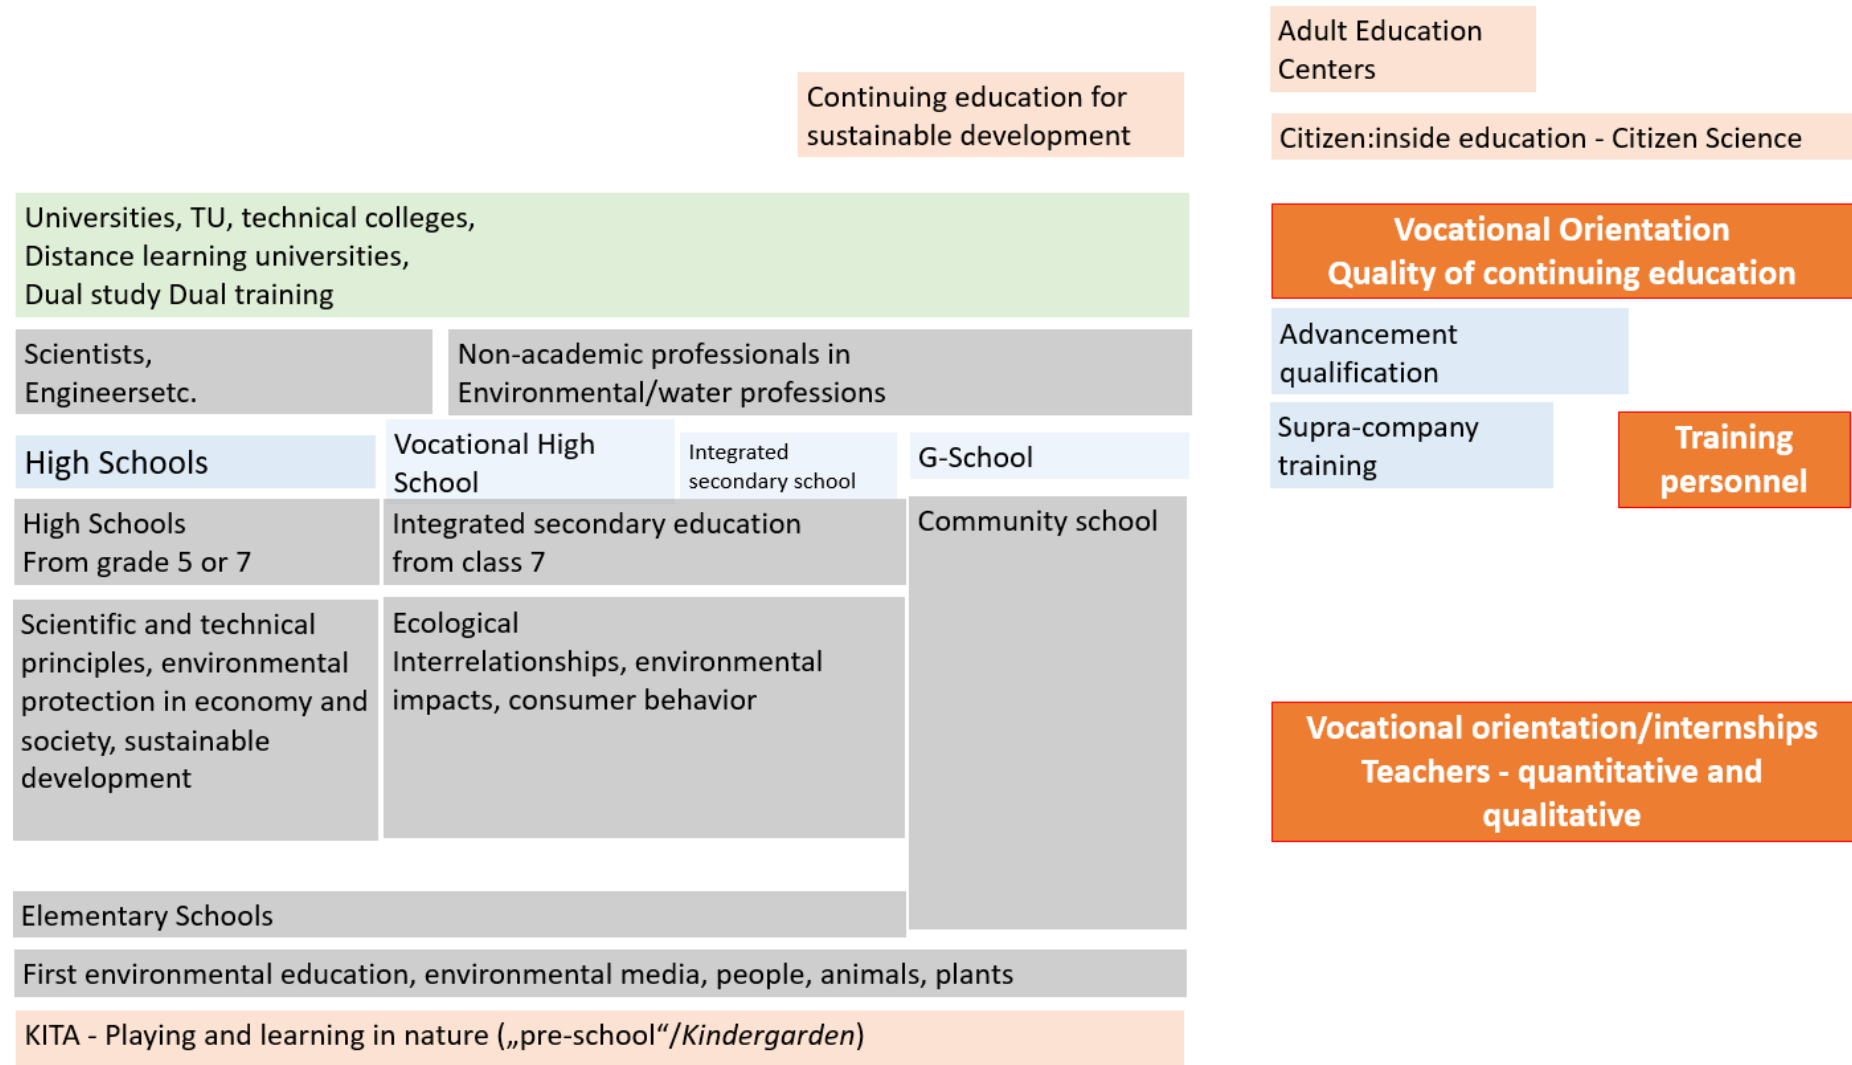 Adult Education
Centers
Continuing education for
sustainable development
Citizen:inside education - Citizen Science
Universities, TU, technical colleges,
Distance learning universities,
Dual study Dual training
Vocational Orientation
Quality of continuing education
Scientists,
Engineersetc.
Non-academic professionals in
Environmental/water professions
Advancement
qualification
High Schools
Vocational High
School
Integrated
secondary school
G-School
Supra-company
training
Training
personnel
High Schools
From grade 5 or 7
Integrated secondary education
from class 7
Community school
Scientific and technical
principles, environmental
protection in economy and
society, sustainable
development
Ecological
Interrelationships, environmental
impacts, consumer behavior
Vocational orientation/internships
Teachers - quantitative and
qualitative
Elementary Schools
First environmental education, environmental media, people, animals, plants
KITA - Playing and learning in nature („pre-school“/Kindergarden)